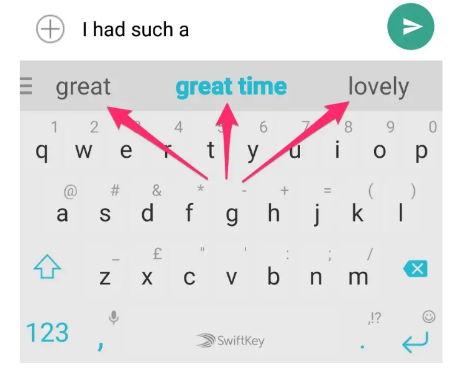 I had such a
great great time lovely
1 2 3 4 5 6 7 8 9 0
q w e r t y u i o p
@ # & * - + = ( )
a s d f g h j k l
_ £ " ' : ; /
z x c v b n m
123 , SwiftKey . ,!?